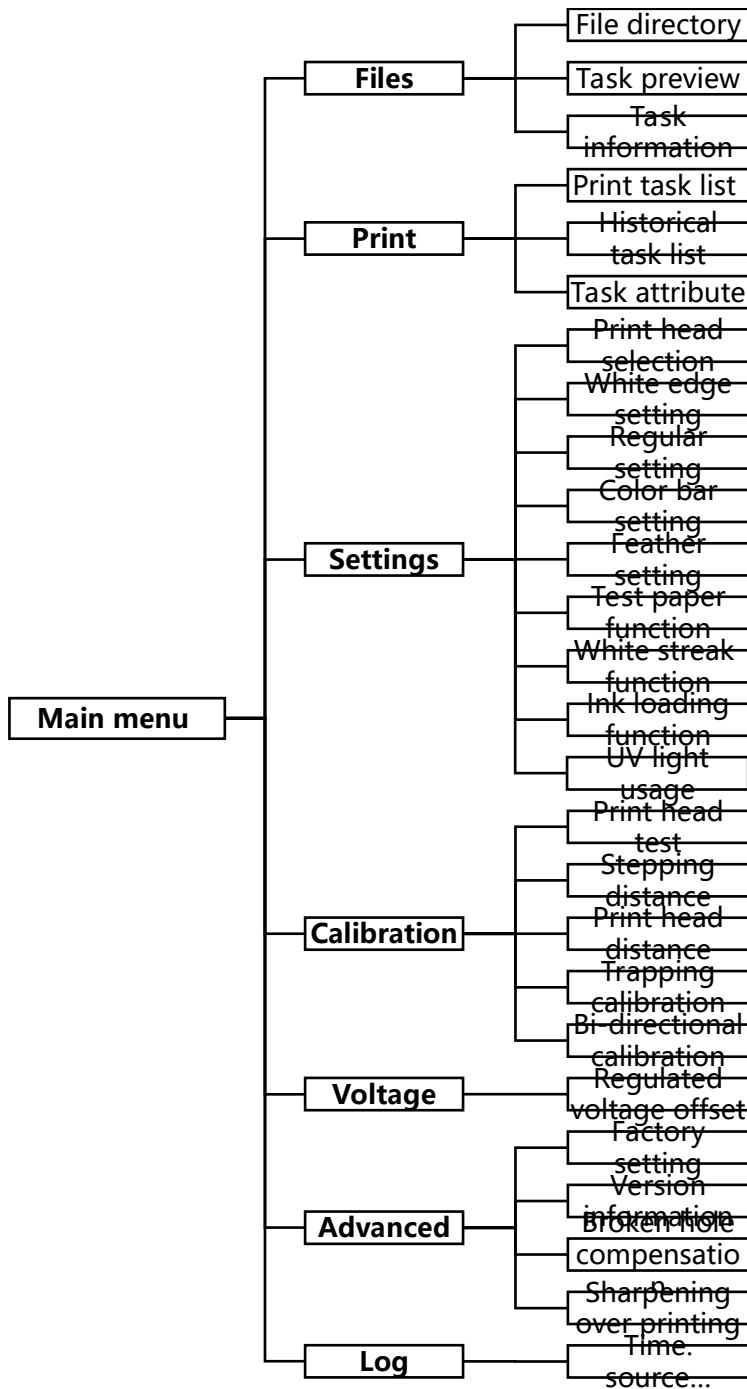 File directory
Files
Task preview
Task
information
Print task list
Print
Historical
task list
Task attribute
Print head
selection
White edge
setting
Regular
setting
Color bar
setting
Settings
Feather
setting
Test paper
function
White streak
function
Main menu
Ink loading
function
UV light
usage
Print head
test
Stepping
distance
Calibration
Print head
distance
Trapping
calibration
Bi-directional
calibration
Voltage
Regulated
voltage offset
Factory
setting
Advanced
Version
information
Broken hole
compensatio
n
Sharpening
over printing
Log
Time.
source...